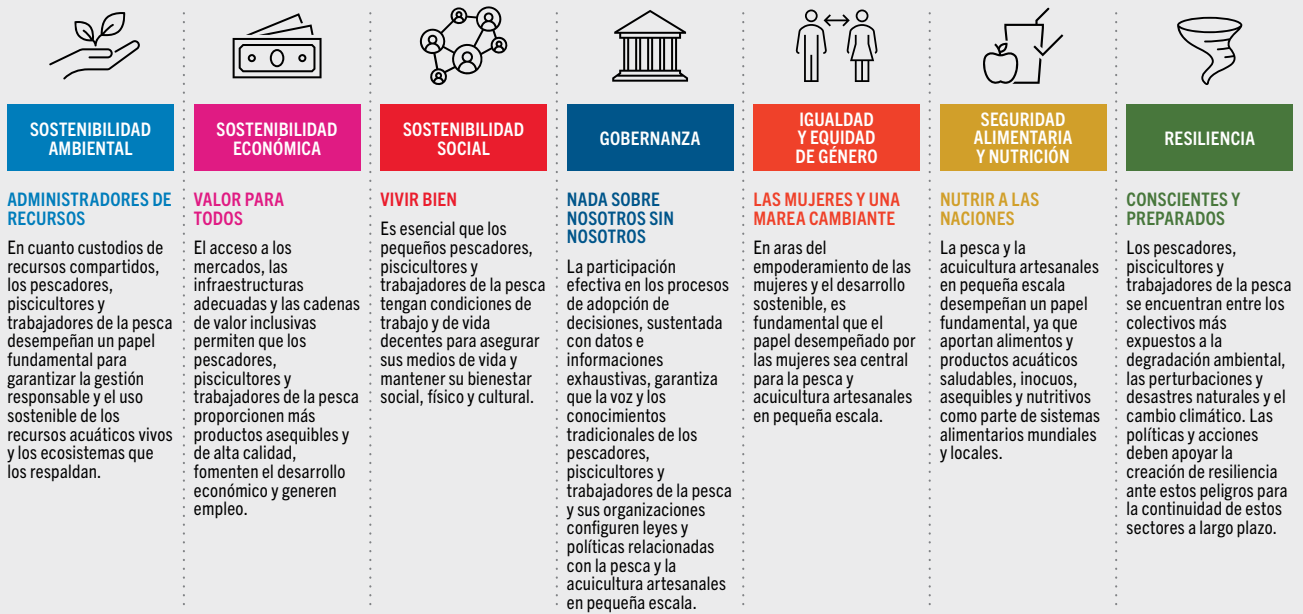 SOSTENIBILIDAD
AMBIENTAL
ADMINISTRADORES DE
RECURSOS
En cuanto custodios de
recursos compartidos,
los pescadores,
piscicultores y
trabajadores de la pesca
desempeñan un papel
fundamental para
garantizar la gestión
responsable y el uso
sostenible de los
recursos acuáticos vivos
y los ecosistemas que
los respaldan.
SOSTENIBILIDAD
ECONÓMICA
VALOR PARA
TODOS
El acceso a los
mercados, las
infraestructuras
adecuadas y las cadenas
de valor inclusivas
permiten que los
pescadores,
piscicultores y
trabajadores de la pesca
proporcionen más
productos asequibles y
de alta calidad,
fomenten el desarrollo
económico y generen
empleo.
SOSTENIBILIDAD
SOCIAL
VIVIR BIEN
Es esencial que los
pequeños pescadores,
piscicultores y
trabajadores de la pesca
tengan condiciones de
trabajo y de vida
decentes para asegurar
sus medios de vida y
mantener su bienestar
social, físico y cultural.
GOBERNANZA
NADA SOBRE
NOSOTROS SIN
NOSOTROS
La participación
efectiva en los procesos
de adopción de
decisiones, sustentada
con datos e
informaciones
exhaustivas, garantiza
que la voz y los
conocimientos
tradicionales de los
pescadores,
piscicultores y
trabajadores de la pesca
y sus organizaciones
configuren leyes y
políticas relacionadas
con la pesca y la
acuicultura artesanales
en pequeña escala.
IGUALDAD
Y EQUIDAD
DE GÉNERO
LAS MUJERES Y UNA
MAREA CAMBIANTE
En aras del
empoderamiento de las
mujeres y el desarrollo
sostenible, es
fundamental que el
papel desempeñado por
las mujeres sea central
para la pesca y
acuicultura artesanales
en pequeña escala.
SEGURIDAD
ALIMENTARIA
Y NUTRICIÓN
NUTRIR A LAS
NACIONES
La pesca y la
acuicultura artesanales
en pequeña escala
desempeñan un papel
fundamental, ya que
aportan alimentos y
productos acuáticos
saludables, inocuos,
asequibles y nutritivos
como parte de sistemas
alimentarios mundiales
y locales.
RESILIENCIA
CONSCIENTES Y
PREPARADOS
Los pescadores,
piscicultores y
trabajadores de la pesca
se encuentran entre los
colectivos más
expuestos a la
degradación ambiental,
las perturbaciones y
desastres naturales y el
cambio climático. Las
políticas y acciones
deben apoyar la
creación de resiliencia
ante estos peligros para
la continuidad de estos
sectores a largo plazo.